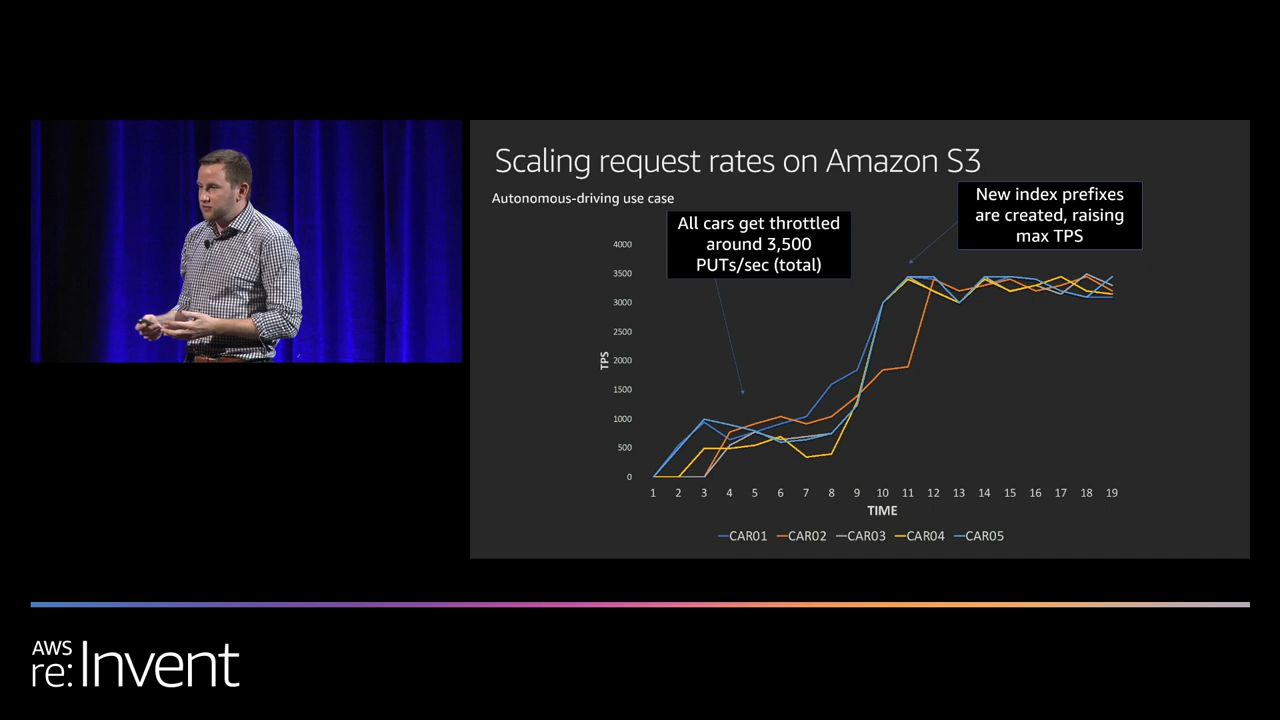 Scaling request rates on Amazon S3
Autonomous-driving use case
All cars get throttled
around 3,500
PUTs/sec (total)
New index prefixes
are created, raising
max TPS
4000
3500
3000
2500
2000
1500
1000
500
0
TPS
1 2 3 4 5 6 7 8 9 10 11 12 13 14 15 16 17 18 19
TIME
CAR01 CAR02 CAR03 CAR04 CAR05
AWS
re:Invent